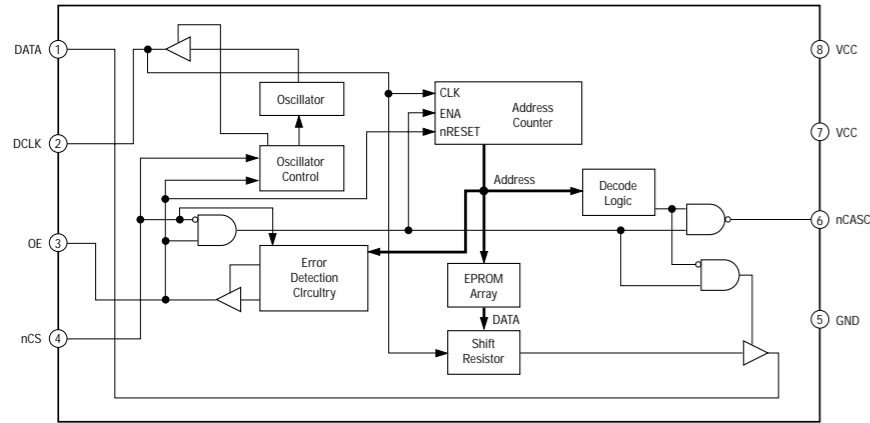 DATA 1
8 VCC
Oscillator
CLK
ENA
nRESET
Address
Counter
DCLK 2
7 VCC
Oscillator
Control
Address
Decode
Logic
6 nCASC
OE 3
Error
Detection
CIrcultry
EPROM
Array
5 GND
DATA
nCS 4
Shift
Resistor